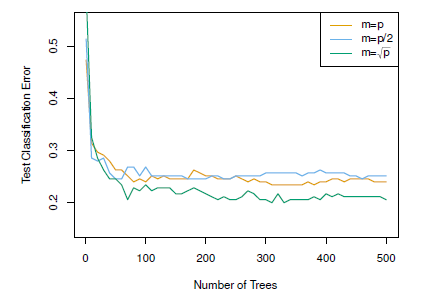 m=p
m=p/2
m=√p
0.5
0.4
0.3
0.2
Test Classification Error
0 100 200 300 400 500
Number of Trees